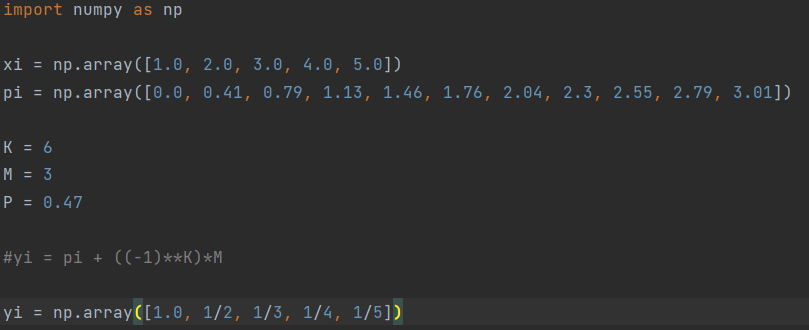 import numpy as np
xi = np.array([1.0, 2.0, 3.0, 4.0, 5.0])
pi = np.array([0.0, 0.41, 0.79, 1.13, 1.46, 1.76, 2.04, 2.3, 2.55, 2.79, 3.01])
K = 6
M = 3
P = 0.47
#yi = pi + ((-1)**K)*M
yi = np.array([1.0, 1/2, 1/3, 1/4, 1/5])